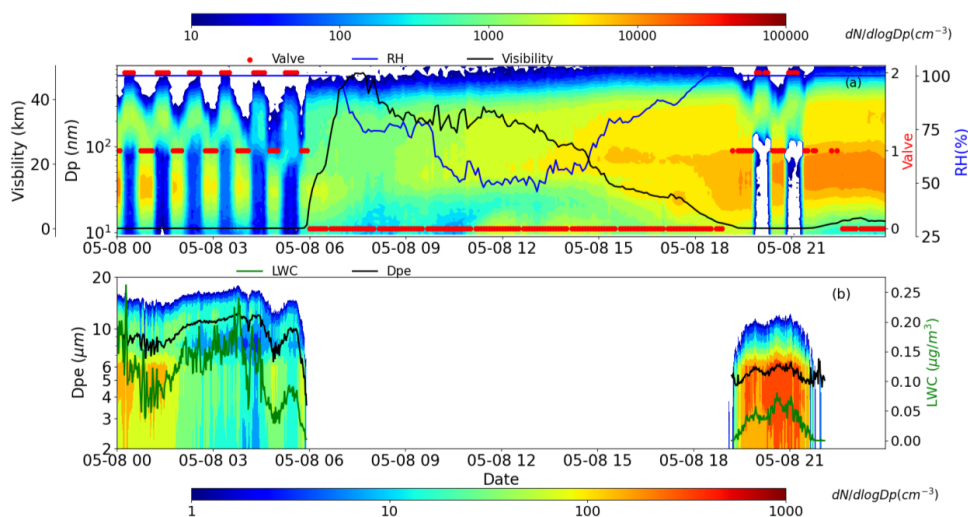 10 100 1000 10000 100000 dN/dlogDp(cm⁻³)
Valve RH Visibility
(a)
Visbility (km)
40
20
0
Dp (nm)
10²
10¹
Valve
2
1
0
RH(%)
100
75
50
25
05-08 00 05-08 03 05-08 06 05-08 09 05-08 12 05-08 15 05-08 18 05-08 21
LWC Dpe
(b)
Dpe (μm)
20
10
6
5
4
3
2
LWC (μg/m³)
0.25
0.20
0.15
0.10
0.05
0.00
05-08 00 05-08 03 05-08 06 05-08 09 05-08 12 05-08 15 05-08 18 05-08 21
Date
1 10 100 1000 dN/dlogDp(cm⁻³)